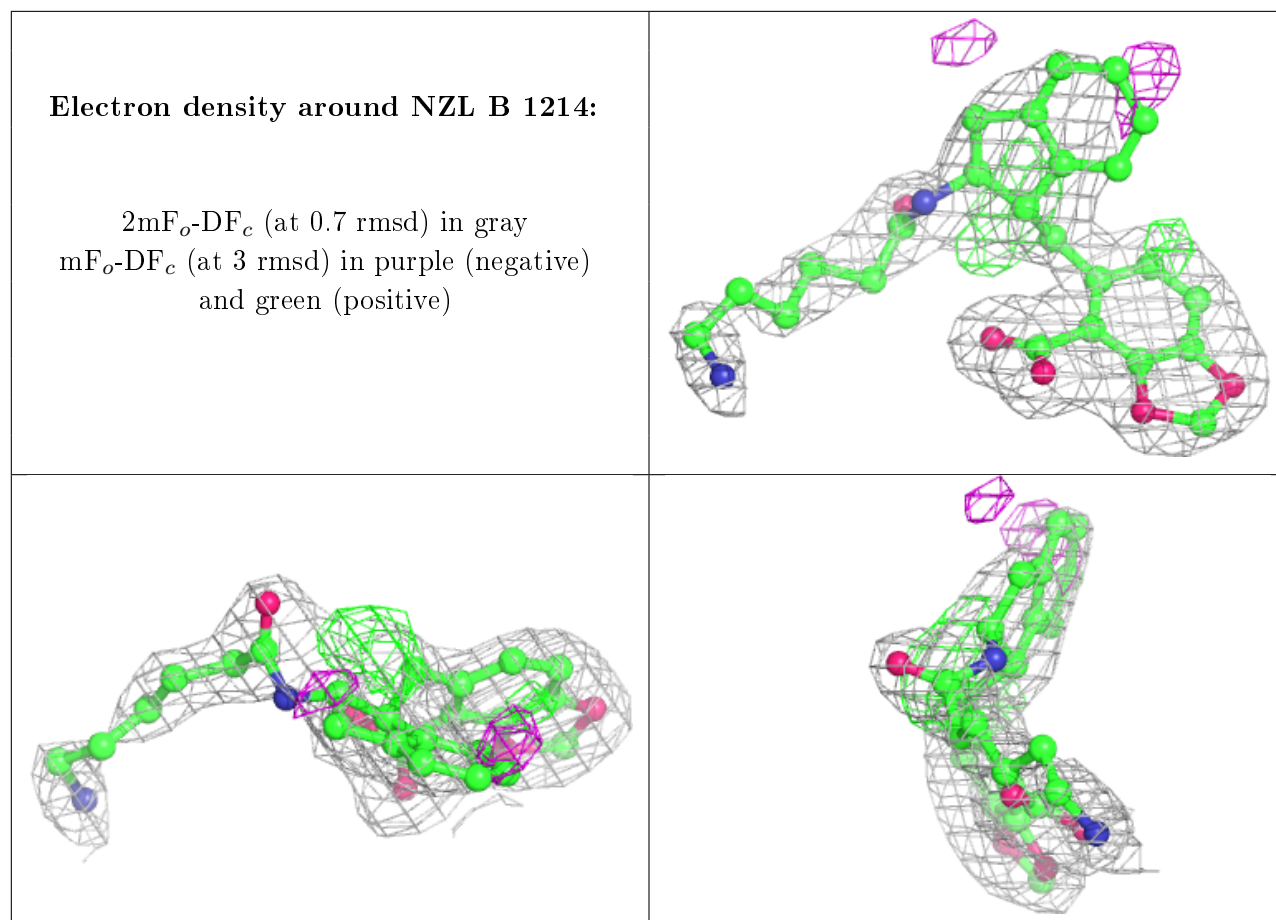 Electron density around NZL B 1214:
2mFo-DFc (at 0.7 rmsd) in gray
mFo-DFc (at 3 rmsd) in purple (negative)
and green (positive)